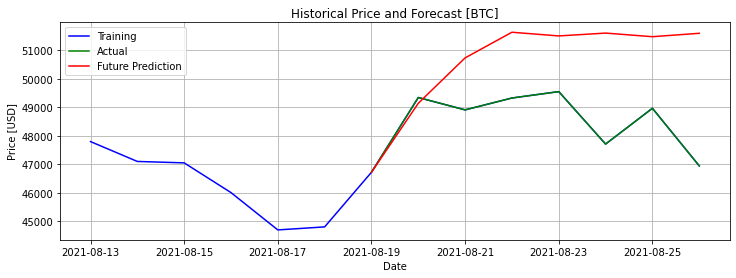 Historical Price and Forecast [BTC]
Training
Actual
Future Prediction
51000
50000
49000
48000
47000
46000
45000
Price [USD]
2021-08-13 2021-08-15 2021-08-17 2021-08-19 2021-08-21 2021-08-23 2021-08-25
Date